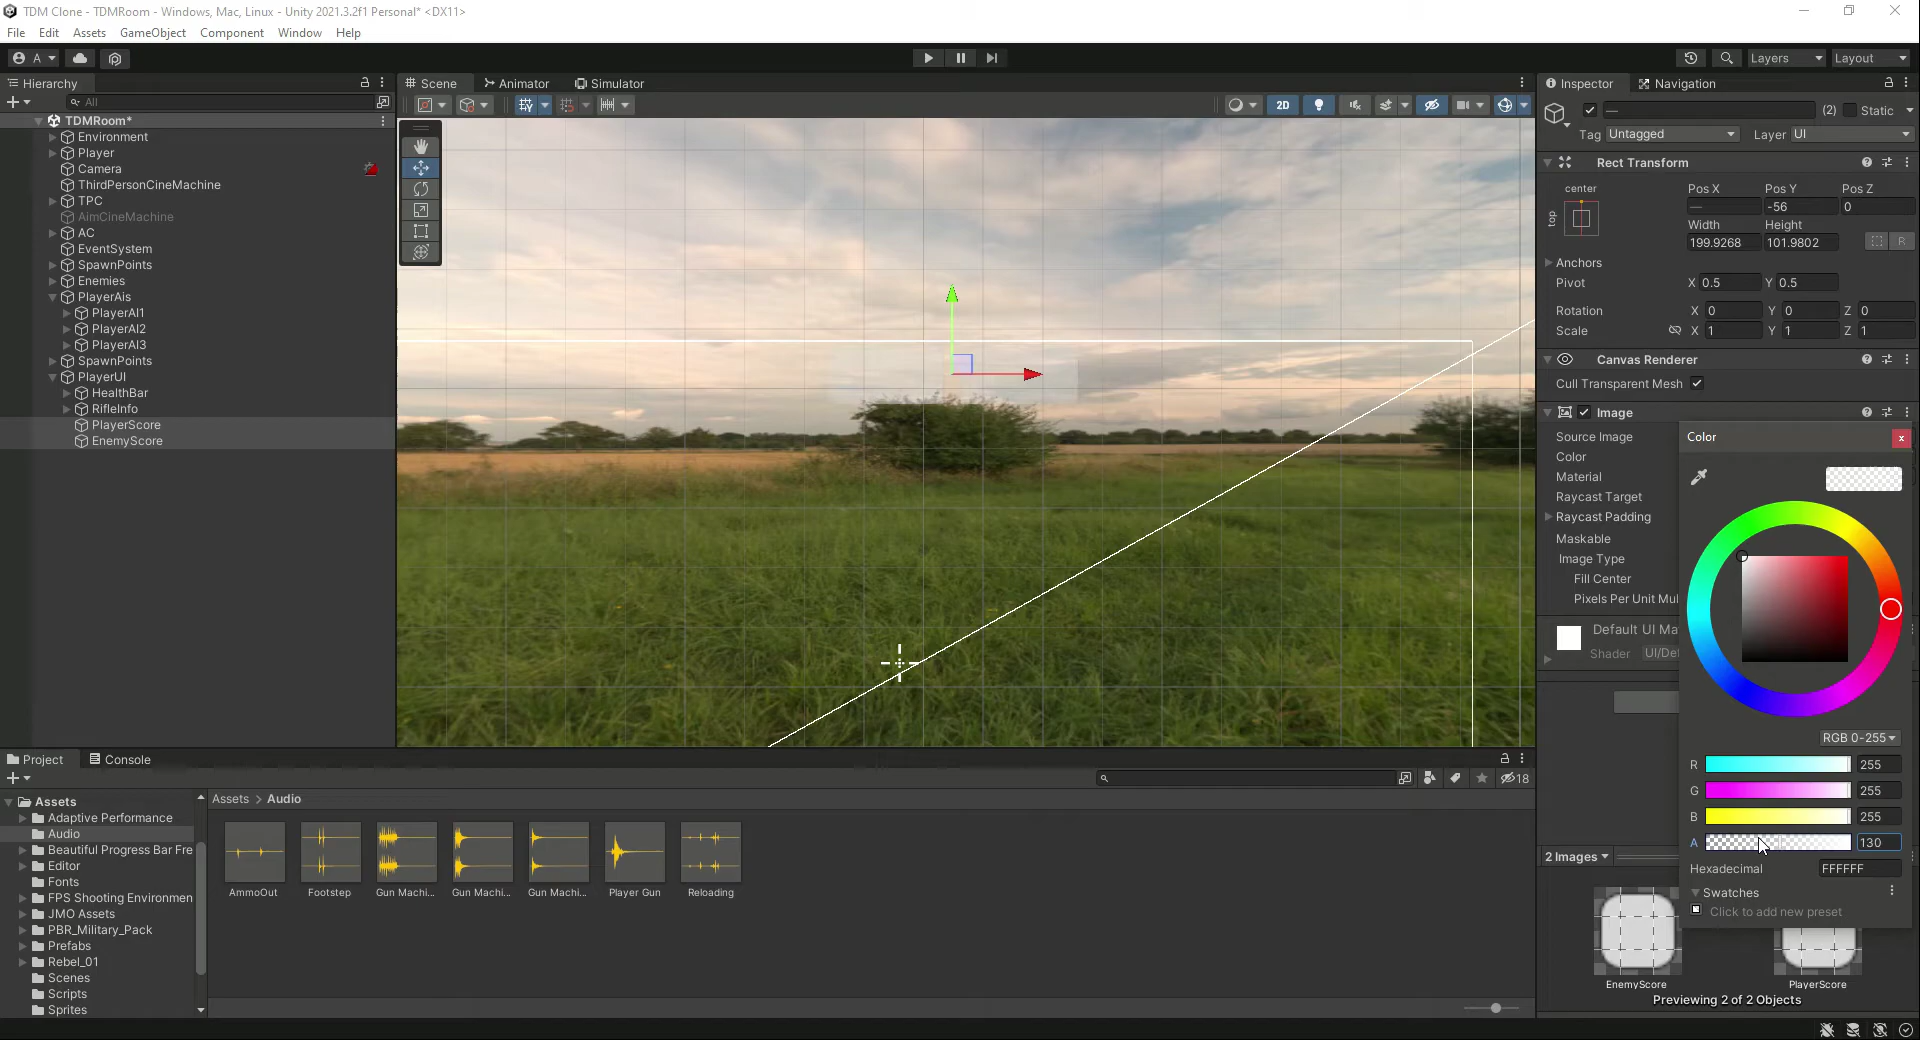 TDM Clone - TDMRoom - Windows, Mac, Linux - Unity 2021.3.2f1 Personal* <DX11>
File Edit Assets GameObject Component Window Help
A
Layers Layout
Hierarchy
All
TDMRoom*
Environment
Player
Camera
ThirdPersonCineMachine
TPC
AimCineMachine
AC
EventSystem
SpawnPoints
Enemies
PlayerAis
PlayerAI1
PlayerAI2
PlayerAI3
SpawnPoints
PlayerUI
HealthBar
RifleInfo
PlayerScore
EnemyScore
Scene Animator Simulator
2D
Inspector Navigation
— (2) Static
Tag Untagged Layer UI
Rect Transform
center
top
Pos X Pos Y Pos Z
— -56 0
Width Height
199.9268 101.9802 R
Anchors
Pivot X 0.5 Y 0.5
Rotation X 0 Y 0 Z 0
Scale X 1 Y 1 Z 1
Canvas Renderer
Cull Transparent Mesh
Image
Source Image
Color
Material
Raycast Target
Raycast Padding
Maskable
Image Type
Fill Center
Pixels Per Unit Mul
Default UI Ma
Shader UI/Def
Color
x
RGB 0-255
R 255
G 255
B 255
A 130
Hexadecimal FFFFFF
Swatches
Click to add new preset
2 Images
EnemyScore PlayerScore
Previewing 2 of 2 Objects
Project Console
18
Assets
Adaptive Performance
Audio
Beautiful Progress Bar Fre
Editor
Fonts
FPS Shooting Environmen
JMO Assets
PBR_Military_Pack
Prefabs
Rebel_01
Scenes
Scripts
Sprites
Assets > Audio
AmmoOut Footstep Gun Machi... Gun Machi... Gun Machi... Player Gun Reloading